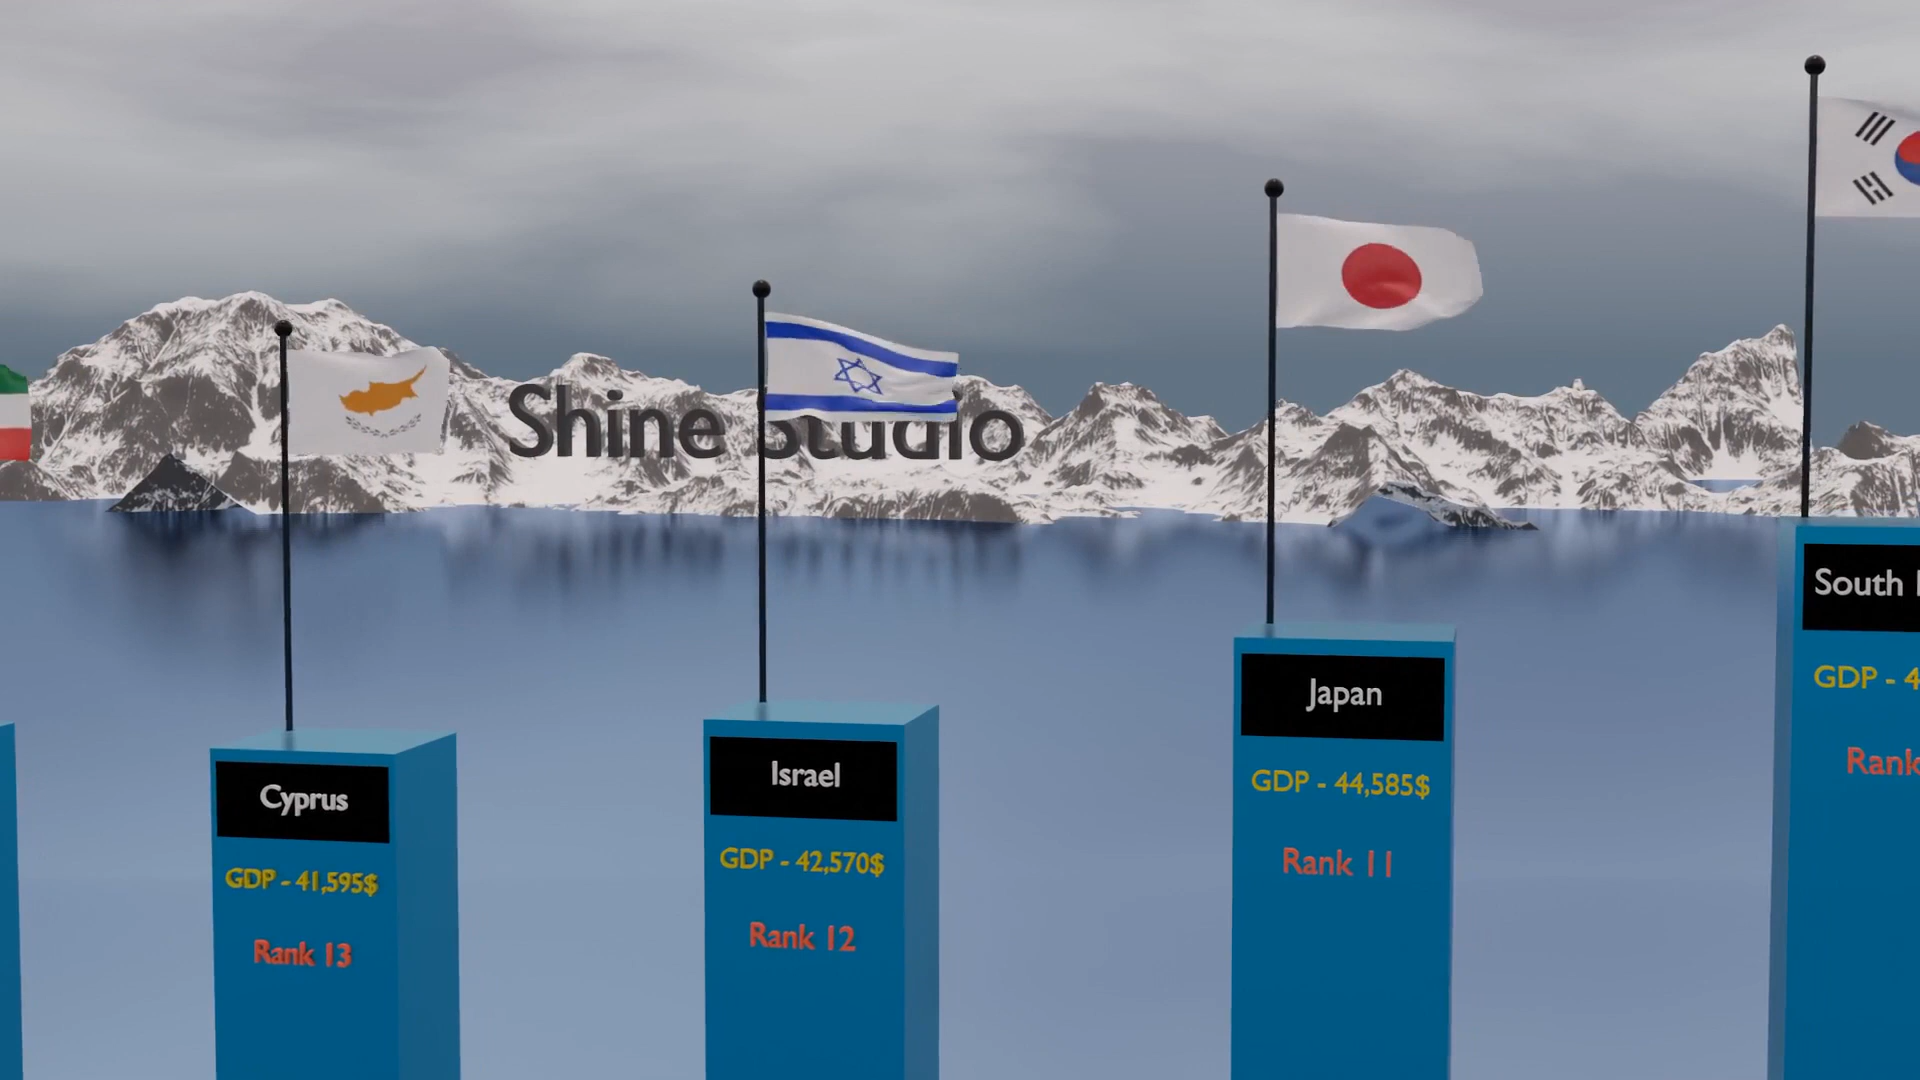 Shine Studio
Cyprus
GDP - 41,595$
Rank 13
Israel
GDP - 42,570$
Rank 12
Japan
GDP - 44,585$
Rank 11
South
GDP - 4
Rank